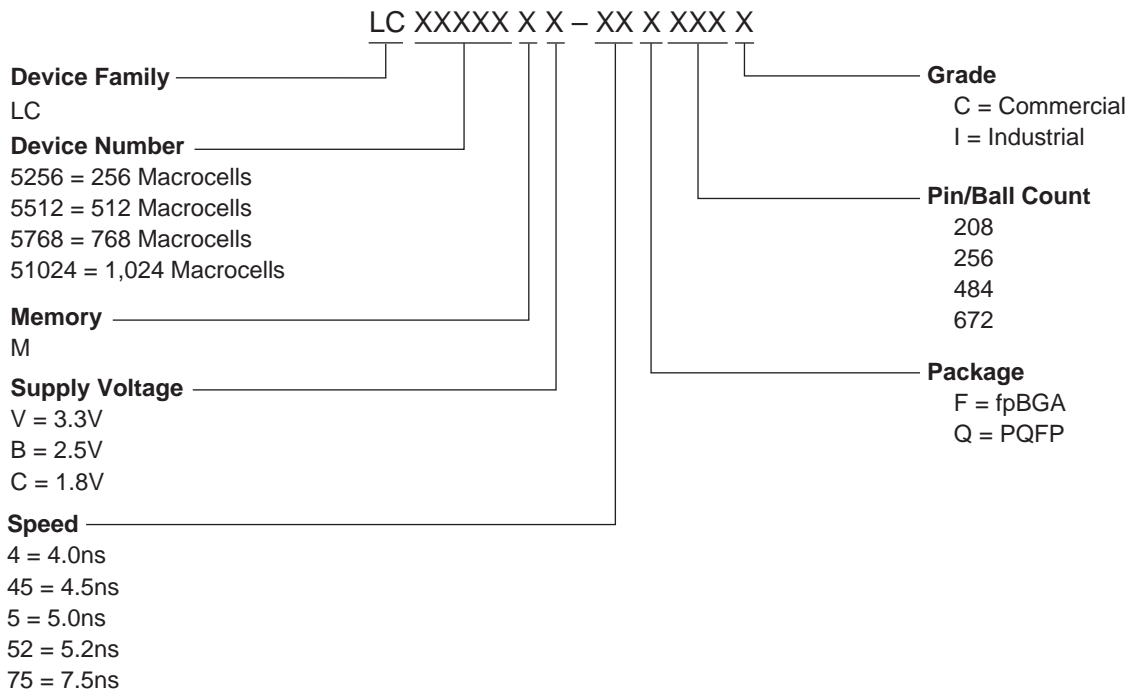 LC XXXXX X X – XX X XXX X
Device Family
LC
Device Number
5256 = 256 Macrocells
5512 = 512 Macrocells
5768 = 768 Macrocells
51024 = 1,024 Macrocells
Memory
M
Supply Voltage
V = 3.3V
B = 2.5V
C = 1.8V
Speed
4 = 4.0ns
45 = 4.5ns
5 = 5.0ns
52 = 5.2ns
75 = 7.5ns
Grade
C = Commercial
I = Industrial
Pin/Ball Count
208
256
484
672
Package
F = fpBGA
Q = PQFP